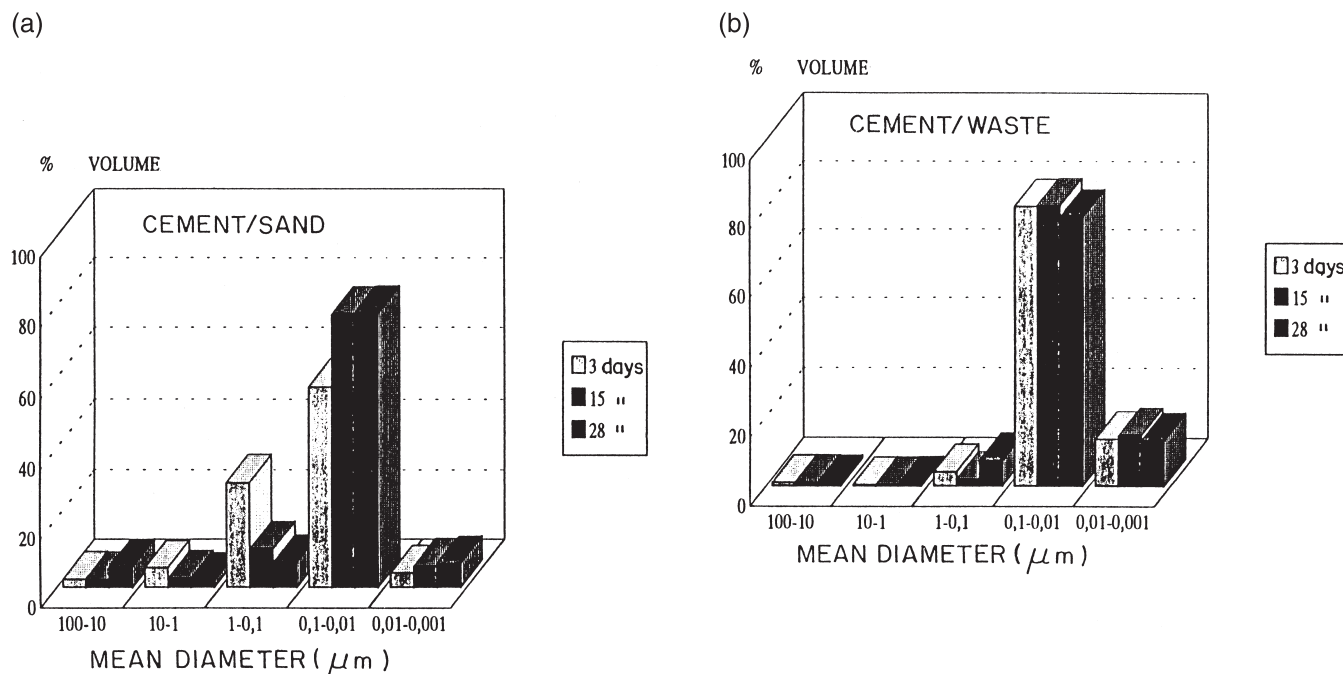 (a)
% VOLUME
CEMENT/SAND
100
80
60
40
20
0
100-10 10-1 1-0,1 0,1-0,01 0,01-0,001
MEAN DIAMETER ( μm )
3 days
15 "
28 "
(b)
% VOLUME
CEMENT/WASTE
100
80
60
40
20
0
100-10 10-1 1-0,1 0,1-0,01 0,01-0,001
MEAN DIAMETER ( μm )
3 days
15 "
28 "